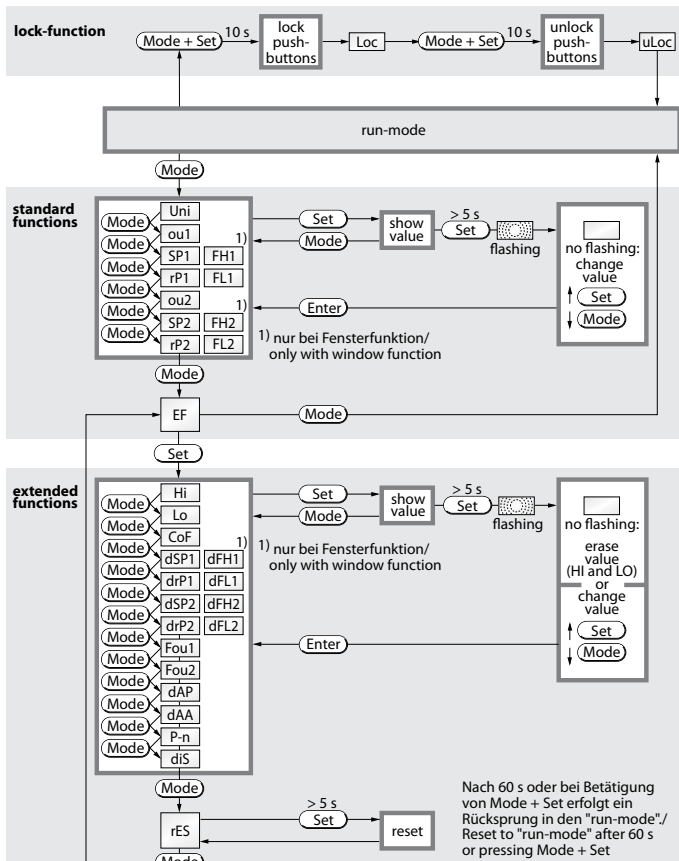 lock-function
Mode + Set
10 s
lock
push-
buttons
Loc
Mode + Set
10 s
unlock
push-
buttons
uLoc
run-mode
Mode
standard
functions
Mode
Mode
Mode
Mode
Mode
Mode
Uni
ou1
SP1
rP1
ou2
SP2
rP2
1)
FH1
FL1
1)
FH2
FL2
Set
Mode
show
value
> 5 s
Set
flashing
no flashing:
change
value
Set
Mode
Enter
1) nur bei Fensterfunktion/
only with window function
Mode
EF
Mode
Set
extended
functions
Mode
Mode
Mode
Mode
Mode
Mode
Mode
Mode
Mode
Mode
Mode
Mode
Hi
Lo
CoF
dSP1
drP1
dSP2
drP2
Fou1
Fou2
dAP
dAA
P-n
diS
1)
dFH1
dFL1
dFH2
dFL2
Set
Mode
show
value
> 5 s
Set
flashing
no flashing:
erase
value
(HI and LO)
or
change
value
Set
Mode
1) nur bei Fensterfunktion/
only with window function
Enter
Mode
rES
> 5 s
Set
reset
Mode
Nach 60 s oder bei Betätigung
von Mode + Set erfolgt ein
Rücksprung in den "run-mode"./
Reset to "run-mode" after 60 s
or pressing Mode + Set